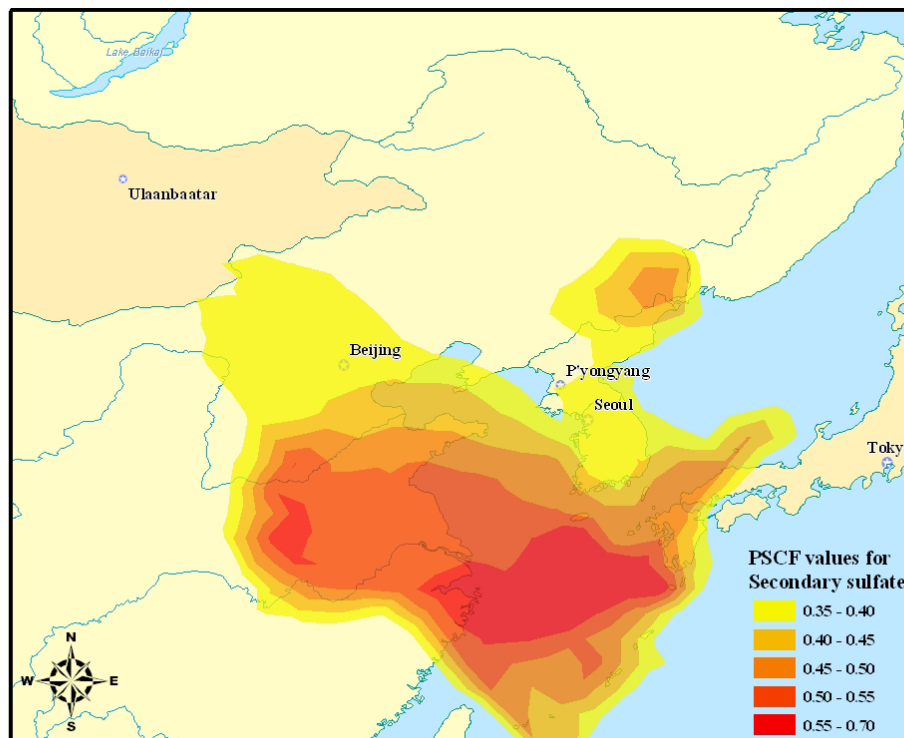 Lake Baikal
Ulaanbaatar
Beijing
P'yongyang
Seoul
Toky
PSCF values for
Secondary sulfate
0.35 - 0.40
0.40 - 0.45
0.45 - 0.50
0.50 - 0.55
0.55 - 0.70
N
W E
S